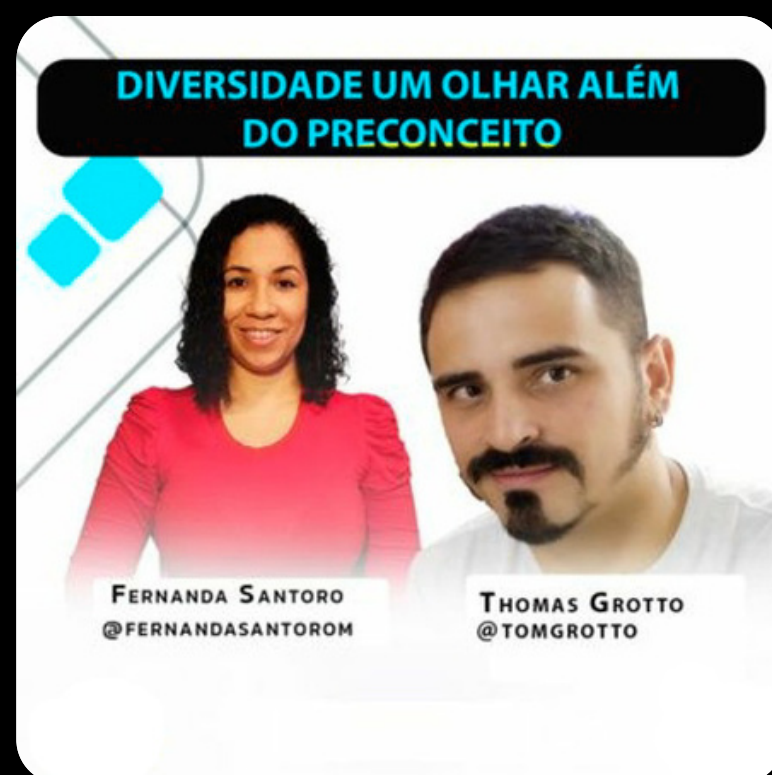 DIVERSIDADE UM OLHAR ALÉM
DO PRECONCEITO
FERNANDA SANTORO
@FERNANDASANTOROM
THOMAS GROTTO
@TOMGROTTO